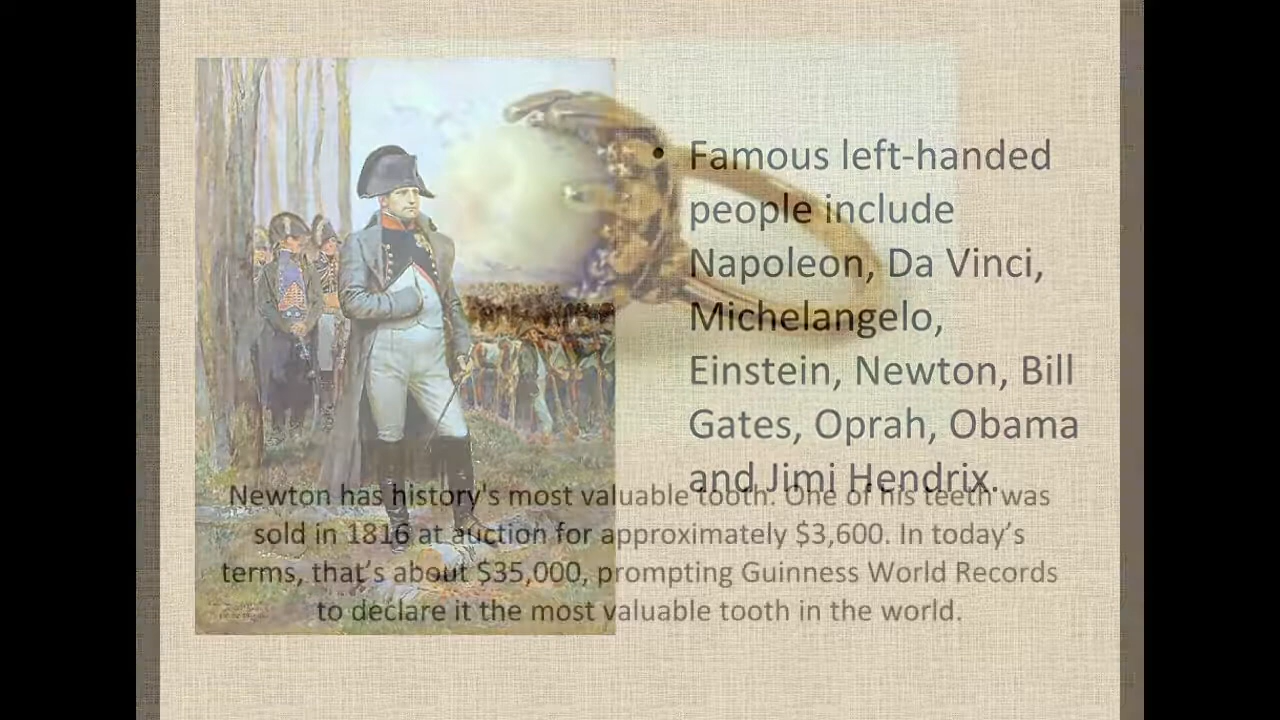 • Famous left-handed
people include
Napoleon, Da Vinci,
Michelangelo,
Einstein, Newton, Bill
Gates, Oprah, Obama
and Jimi Hendrix.
Newton has history's most valuable tooth. One of his teeth was
sold in 1816 at auction for approximately $3,600. In today’s
terms, that’s about $35,000, prompting Guinness World Records
to declare it the most valuable tooth in the world.